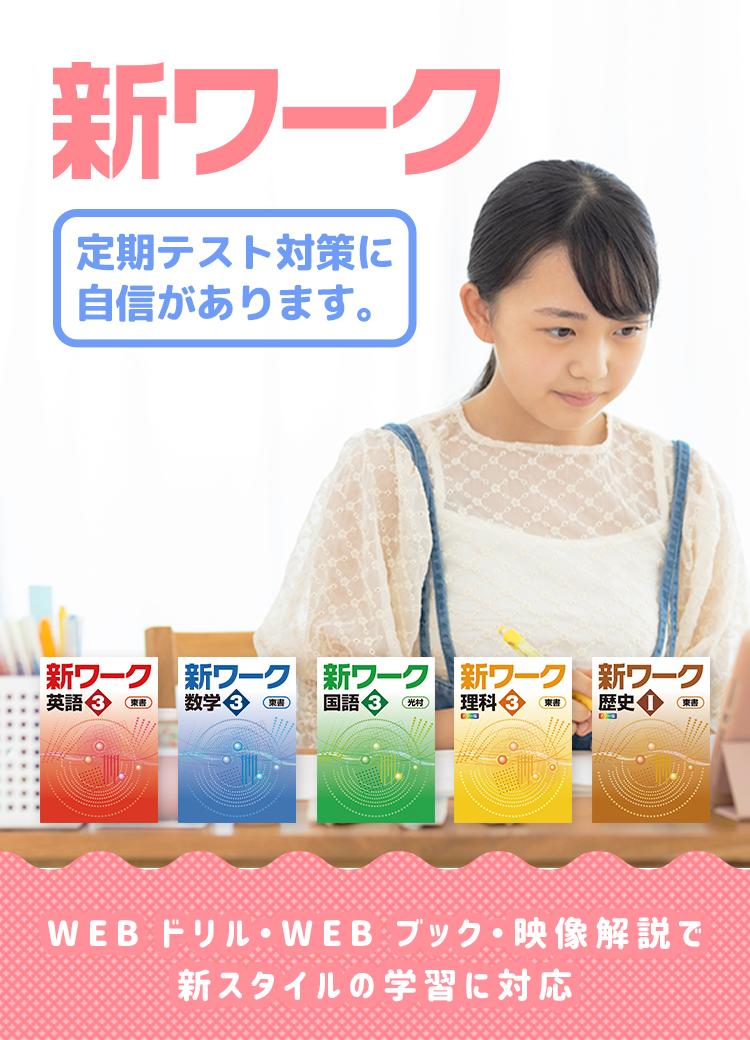 新ワーク
定期テスト対策に
自信があります。
新ワーク
英語 3 東書
新ワーク
数学 3 東書
新ワーク
国語 3 光村
新ワーク
理科 3 東書
新ワーク
歴史 I 東書
WEB ドリル・WEB ブック・映像解説で
新スタイルの学習に対応